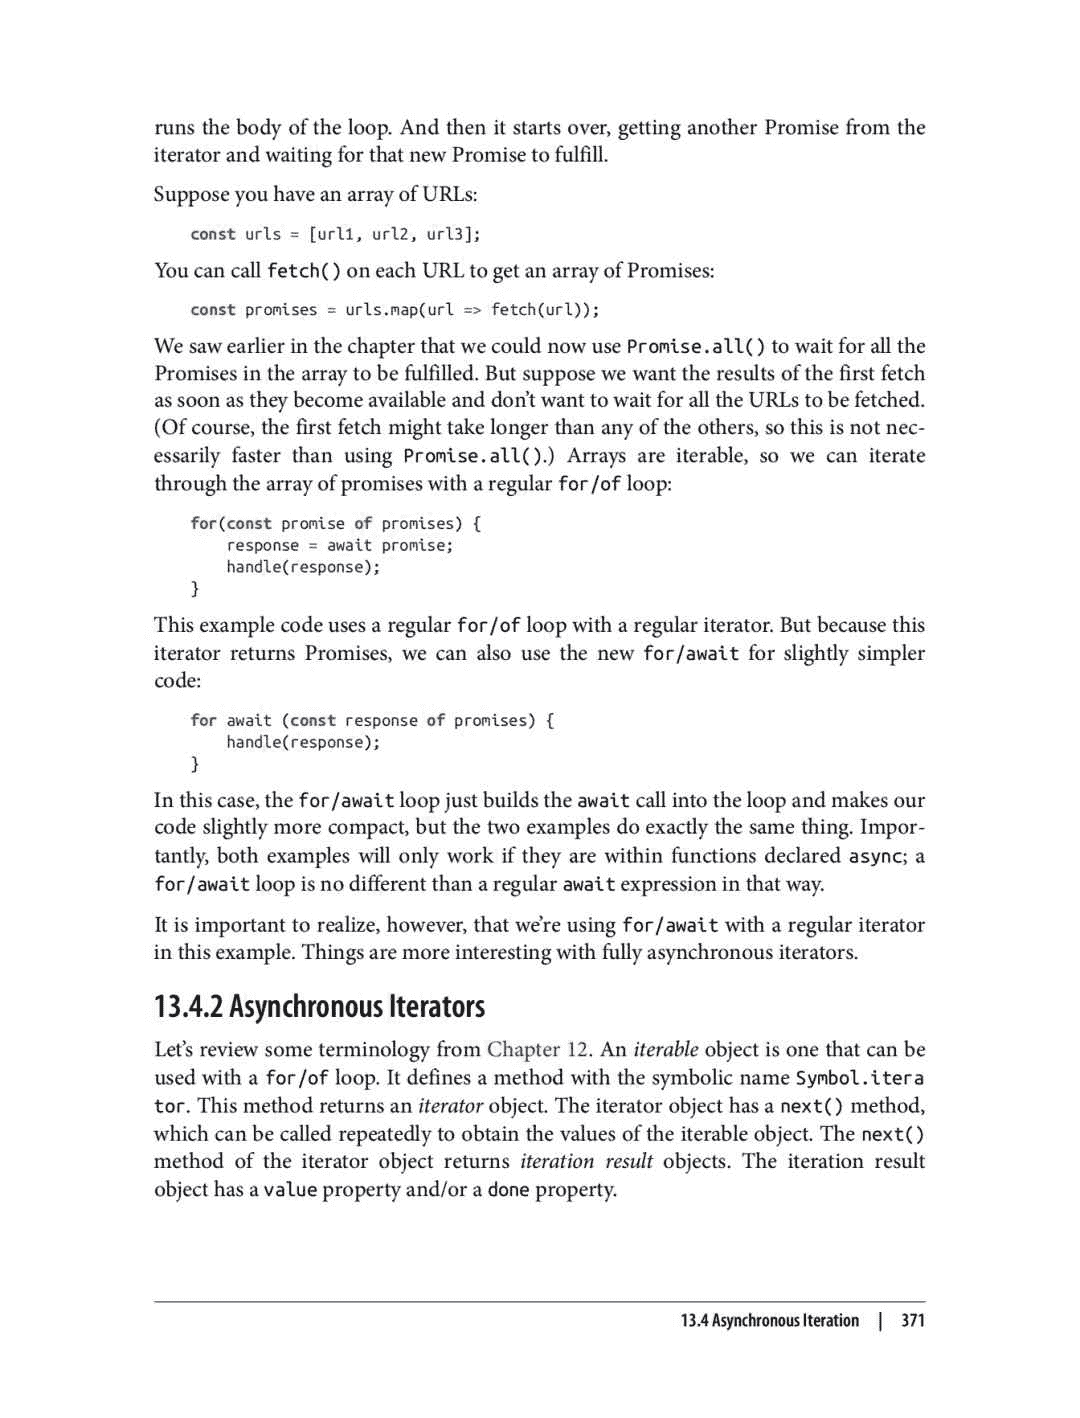 runs the body of the loop. And then it starts over, getting another Promise from the
iterator and waiting for that new Promise to fulfill.
Suppose you have an array of URLs:
const urls = [url1, url2, url3];
You can call fetch() on each URL to get an array of Promises:
const promises = urls.map(url => fetch(url));
We saw earlier in the chapter that we could now use Promise.all() to wait for all the
Promises in the array to be fulfilled. But suppose we want the results of the first fetch
as soon as they become available and don’t want to wait for all the URLs to be fetched.
(Of course, the first fetch might take longer than any of the others, so this is not nec-
essarily faster than using Promise.all().) Arrays are iterable, so we can iterate
through the array of promises with a regular for/of loop:
for(const promise of promises) {
    response = await promise;
    handle(response);
}
This example code uses a regular for/of loop with a regular iterator. But because this
iterator returns Promises, we can also use the new for/await for slightly simpler
code:
for await (const response of promises) {
    handle(response);
}
In this case, the for/await loop just builds the await call into the loop and makes our
code slightly more compact, but the two examples do exactly the same thing. Impor-
tantly, both examples will only work if they are within functions declared async; a
for/await loop is no different than a regular await expression in that way.
It is important to realize, however, that we’re using for/await with a regular iterator
in this example. Things are more interesting with fully asynchronous iterators.
13.4.2 Asynchronous Iterators
Let’s review some terminology from Chapter 12. An iterable object is one that can be
used with a for/of loop. It defines a method with the symbolic name Symbol.itera
tor. This method returns an iterator object. The iterator object has a next() method,
which can be called repeatedly to obtain the values of the iterable object. The next()
method of the iterator object returns iteration result objects. The iteration result
object has a value property and/or a done property.
13.4 Asynchronous Iteration | 371